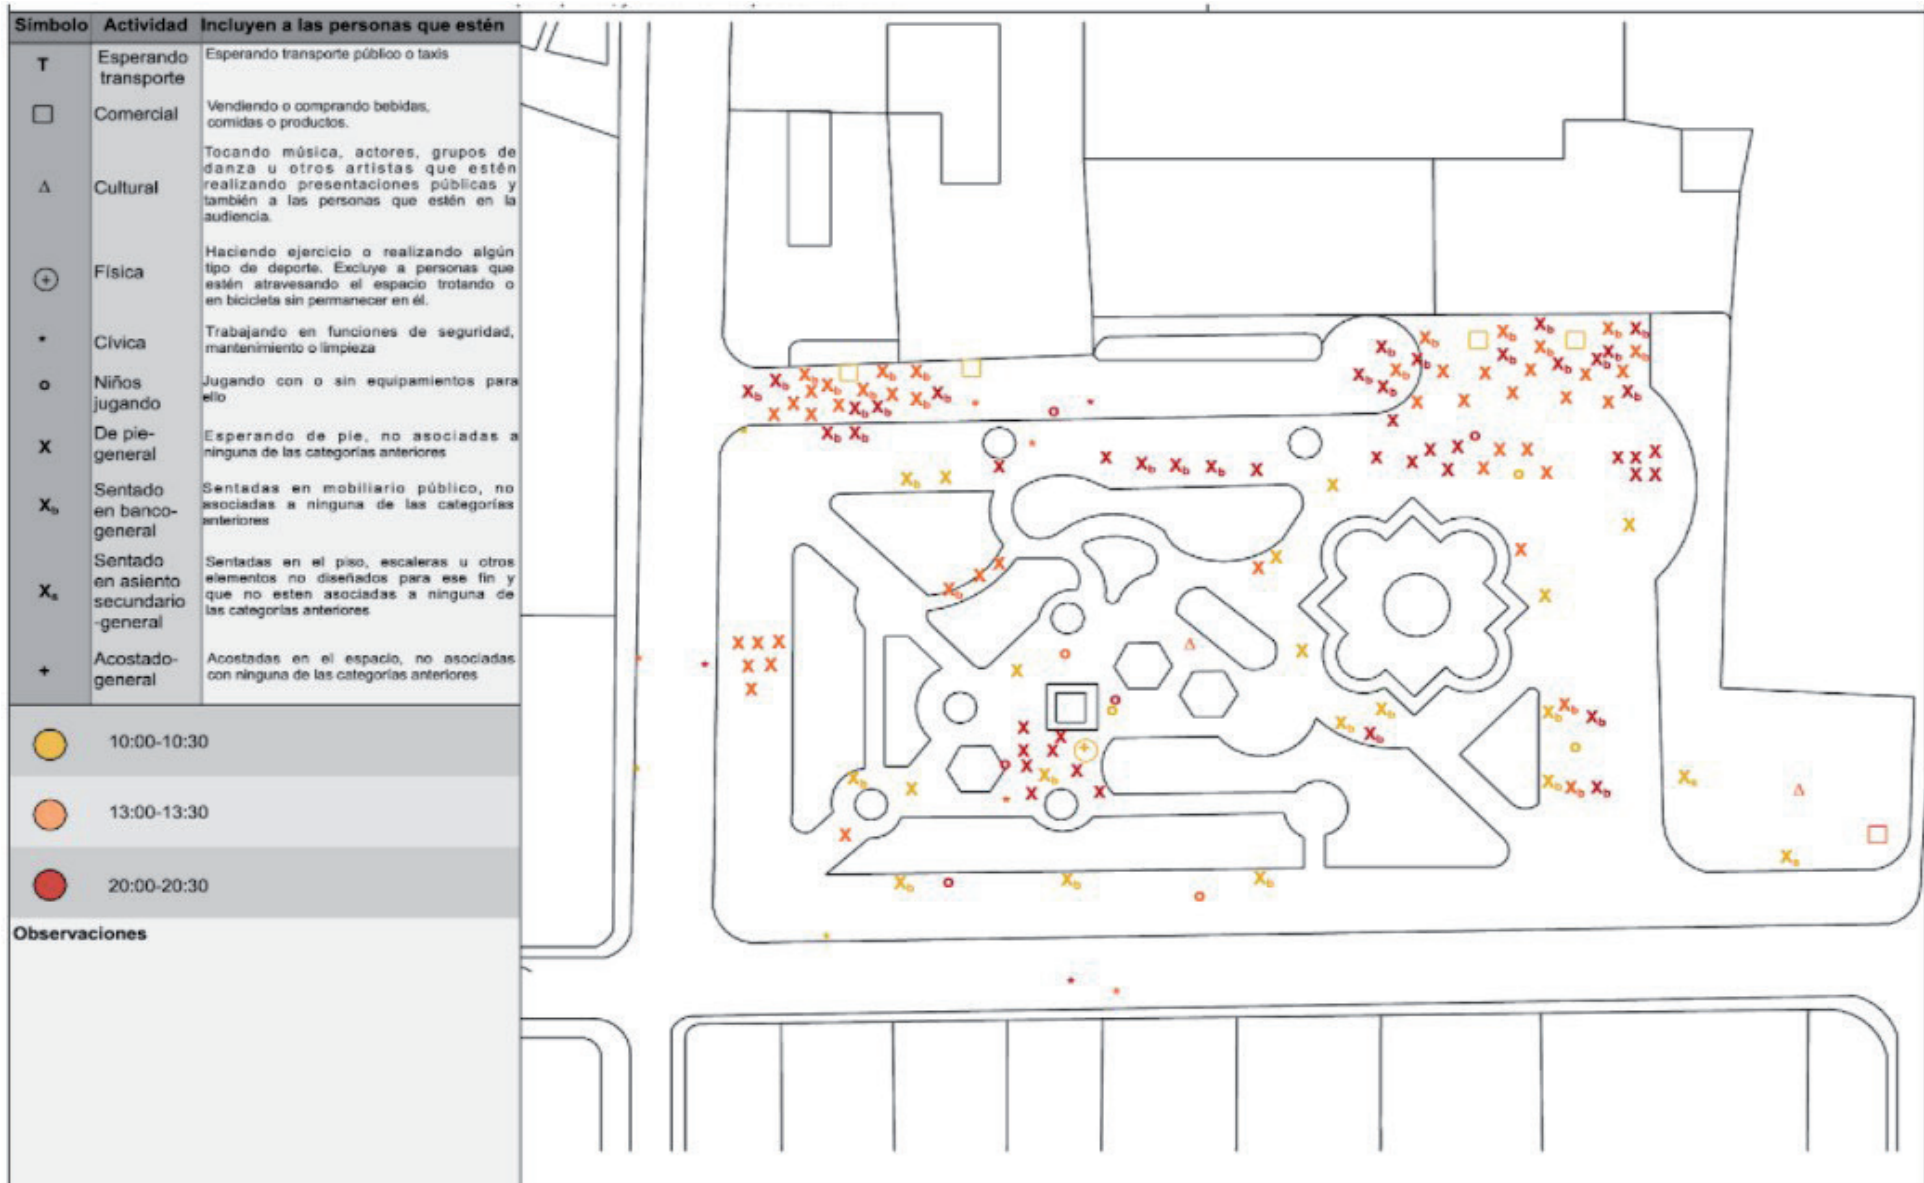 Símbolo Actividad Incluyen a las personas que estén
T Esperando transporte Esperando transporte público o taxis
Comercial Vendiendo o comprando bebidas,
comidas o productos.
Δ Cultural Tocando música, actores, grupos de
danza u otros artistas que estén
realizando presentaciones públicas y
también a las personas que estén en la
audiencia.
Física Haciendo ejercicio o realizando algún
tipo de deporte. Excluye a personas que
estén atravesando el espacio trotando o
en bicicleta sin permanecer en él.
* Cívica Trabajando en funciones de seguridad,
mantenimiento o limpieza
o Niños jugando Jugando con o sin equipamientos para
ello
X De pie-general Esperando de pie, no asociadas a
ninguna de las categorías anteriores
Xb Sentado en banco-general Sentadas en mobiliario público, no
asociadas a ninguna de las categorías
anteriores
Xs Sentado en asiento secundario-general Sentadas en el piso, escaleras u otros
elementos no diseñados para ese fin y
que no esten asociadas a ninguna de
las categorías anteriores
+ Acostado-general Acostadas en el espacio, no asociadas
con ninguna de las categorías anteriores
10:00-10:30
13:00-13:30
20:00-20:30
Observaciones